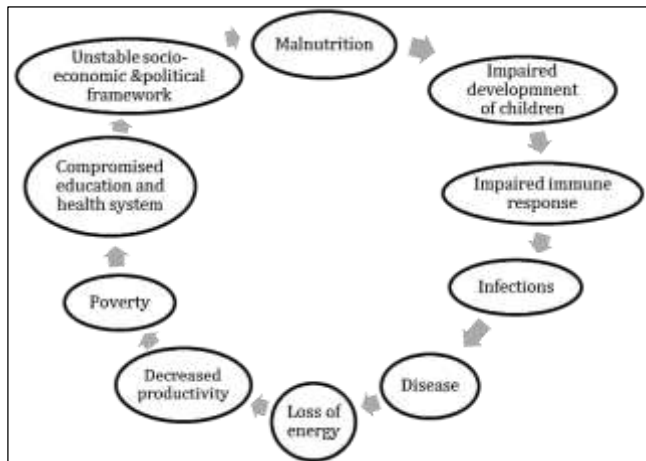 Malnutrition
Impaired
developmnent
of children
Impaired immune
response
Infections
Disease
Loss of
energy
Decreased
productivity
Poverty
Compromised
education and
health system
Unstable socio-
economic &political
framework